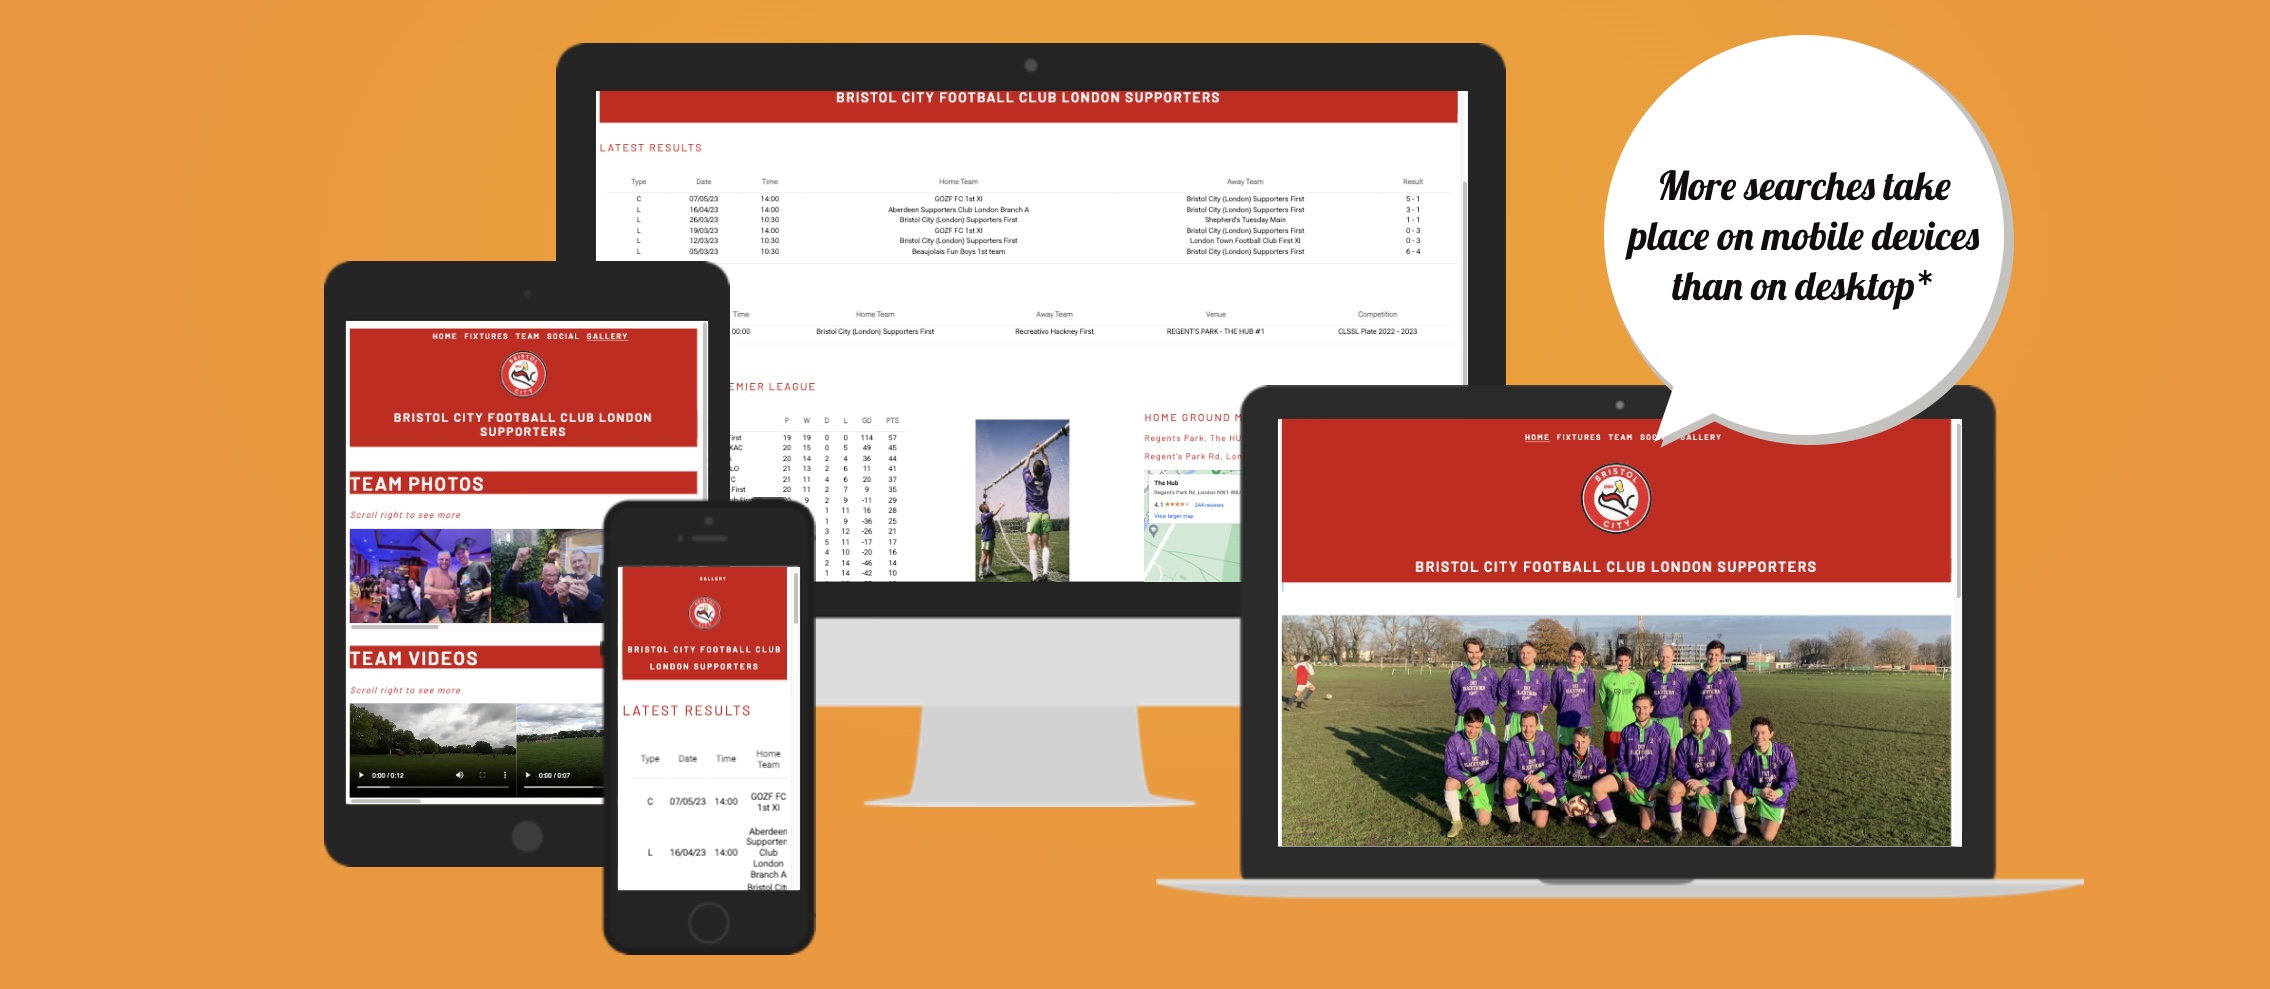 BRISTOL CITY FOOTBALL CLUB LONDON SUPPORTERS
LATEST RESULTS
Type Date Time Home Team Away Team Result
C 07/05/23 14:00 GOZF FC 1st XI Bristol City (London) Supporters First 5 - 1
L 16/04/23 14:00 Aberdeen Supporters Club London Branch A Bristol City (London) Supporters First 3 - 1
L 26/03/23 10:30 Bristol City (London) Supporters First Shepherd's Tuesday Main 1 - 1
L 19/03/23 14:00 GOZF FC 1st XI Bristol City (London) Supporters First 0 - 3
L 12/03/23 10:30 Bristol City (London) Supporters First London Town Football Club First XI 0 - 3
L 05/03/23 10:30 Beaujolais Fun Boys 1st team Bristol City (London) Supporters First 6 - 4
Time Home Team Away Team Venue Competition
00:00 Bristol City (London) Supporters First Recreativo Hackney First REGENT'S PARK - THE HUB #1 CLSSL Plate 2022 - 2023
EMIER LEAGUE
P W D L GD PTS
First 19 19 0 0 114 57
KAC 20 15 0 5 49 45
20 14 2 4 36 44
LO 21 13 2 6 11 41
C 21 11 4 6 20 37
First 20 11 2 7 9 35
9 2 9 -11 29
1 11 16 28
1 9 -36 25
3 12 -26 21
5 11 -17 17
4 10 -20 16
2 14 -46 14
1 14 -42 10
HOME GROUND M
Regents Park, The HU
Regent's Park Rd, Lon
The Hub
Regent's Park Rd, London NW1 4NU
4.1 244 reviews
View larger map
More searches take
place on mobile devices
than on desktop*
HOME FIXTURES TEAM SOCIAL GALLERY
BRISTOL
CITY
BRISTOL CITY FOOTBALL CLUB LONDON
SUPPORTERS
TEAM PHOTOS
Scroll right to see more
TEAM VIDEOS
Scroll right to see more
0:00 / 0:12
0:00 / 0:07
GALLERY
BRISTOL CITY FOOTBALL CLUB
LONDON SUPPORTERS
LATEST RESULTS
Type Date Time Home
Team
C 07/05/23 14:00 GOZF FC
1st XI
L 16/04/23 14:00 Aberdeen
Supporter
Club
London
Branch A
Bristol Cit
HOME FIXTURES TEAM SOC GALLERY
BRISTOL
CITY
BRISTOL CITY FOOTBALL CLUB LONDON SUPPORTERS